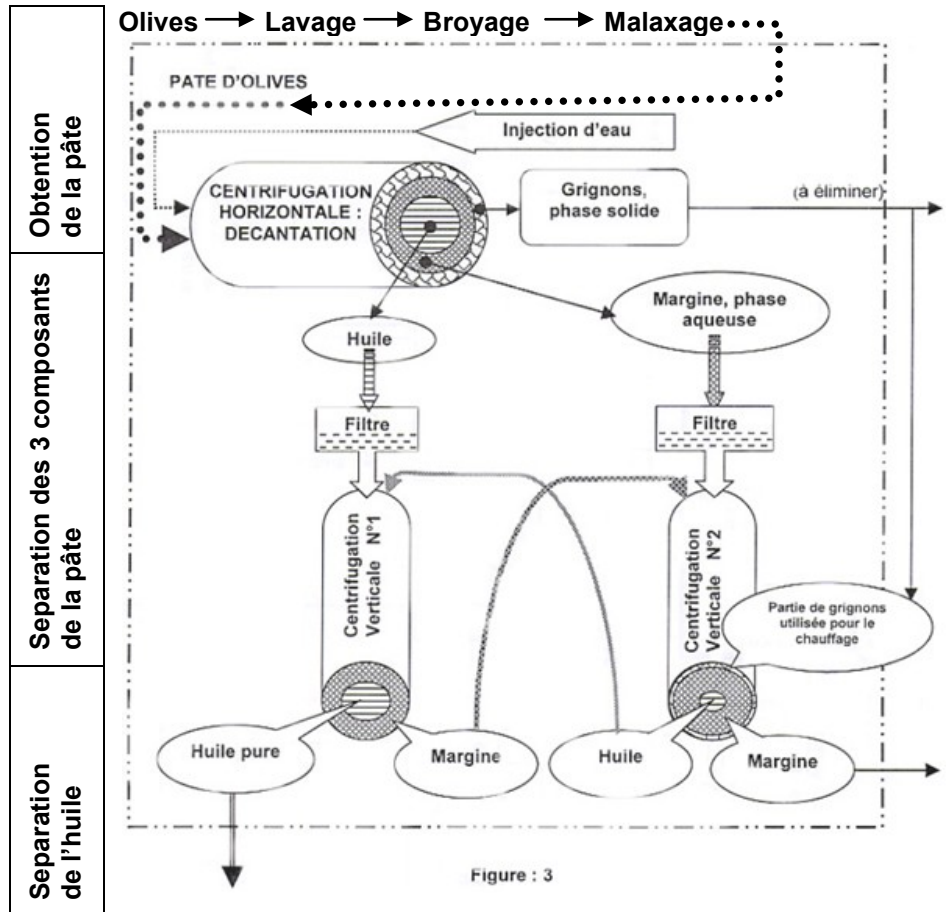 Olives Lavage Broyage Malaxage
Obtention
de la pâte
PATE D'OLIVES
Injection d'eau
CENTRIFUGATION
HORIZONTALE :
DECANTATION
Grignons,
phase solide
(à éliminer)
Separation des 3 composants
de la pâte
Huile
Margine, phase
aqueuse
Filtre
Filtre
Centrifugation
Verticale N°1
Centrifugation
Verticale N°2
Partie de grignons
utilisée pour le
chauffage
Separation
de l'huile
Huile pure
Margine
Huile
Margine
Figure : 3